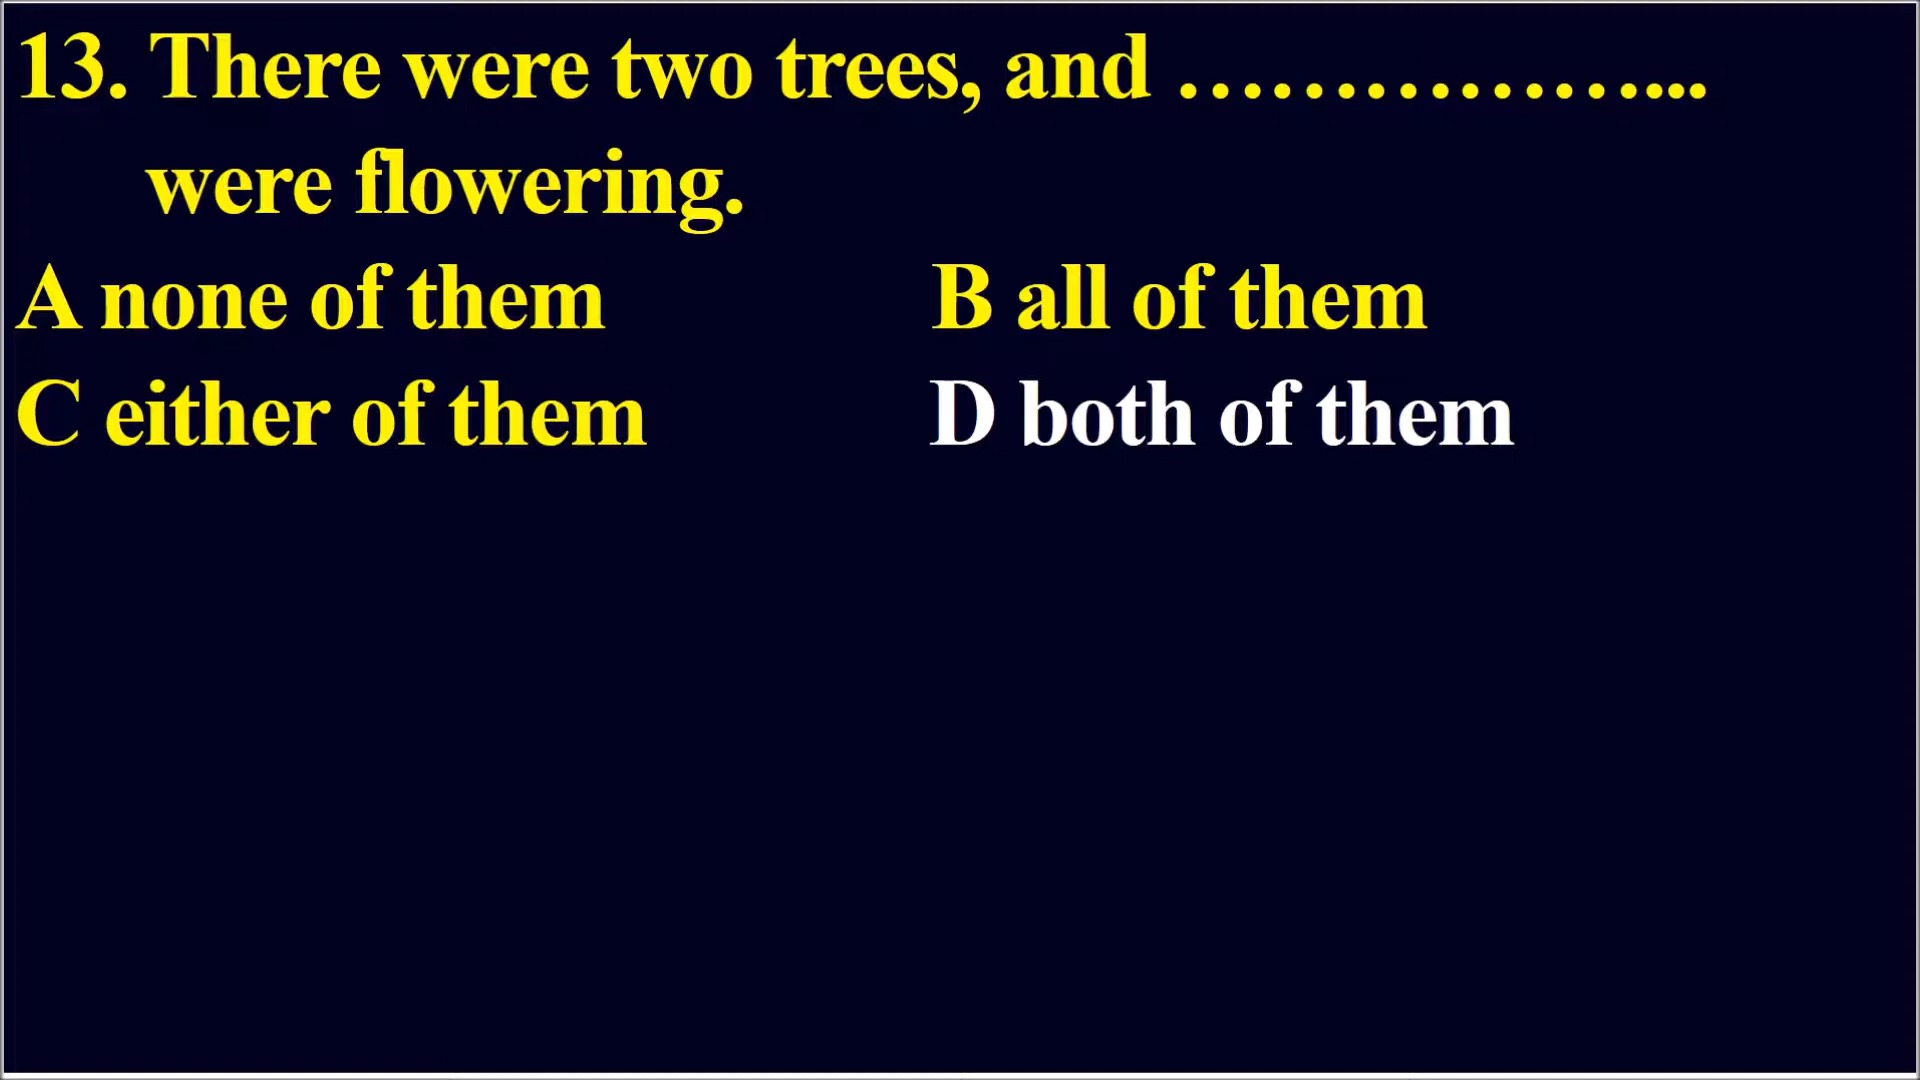 13. There were two trees, and ………………....
were flowering.
A none of them B all of them
C either of them D both of them